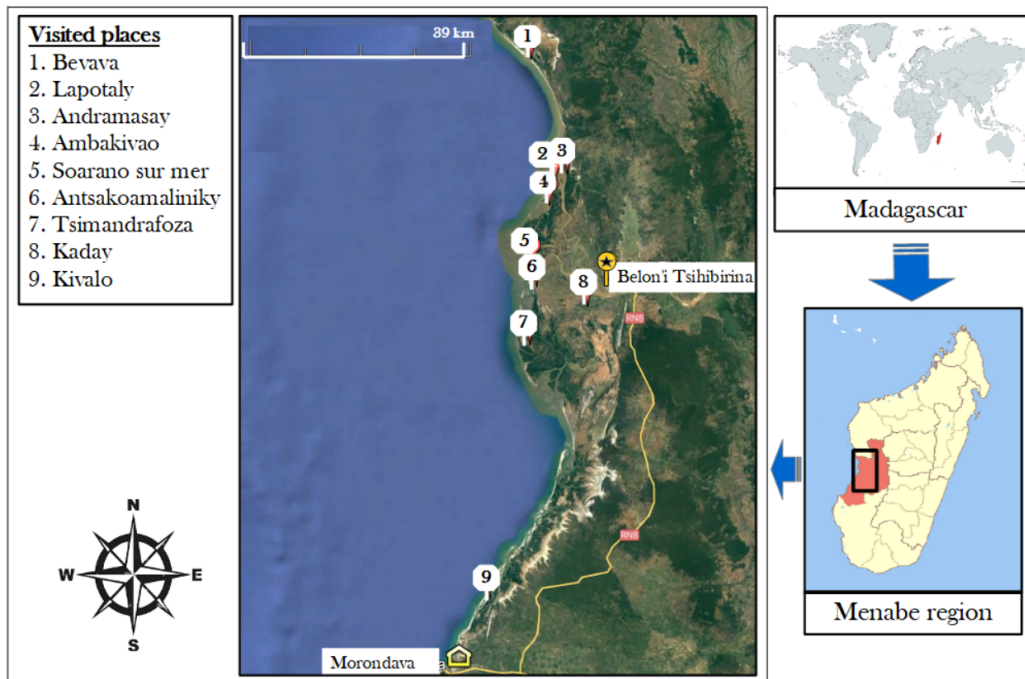 Visited places
1. Bevava
2. Lapotaly
3. Andramasay
4. Ambakivao
5. Soarano sur mer
6. Antsakoamaliniky
7. Tsimandrafoza
8. Kaday
9. Kivalo
39 km
1
2
3
4
5
6
7
8
9
Belon'i Tsihibirina
RN8
RN8
Morondava
a
N
W
E
S
Madagascar
Menabe region